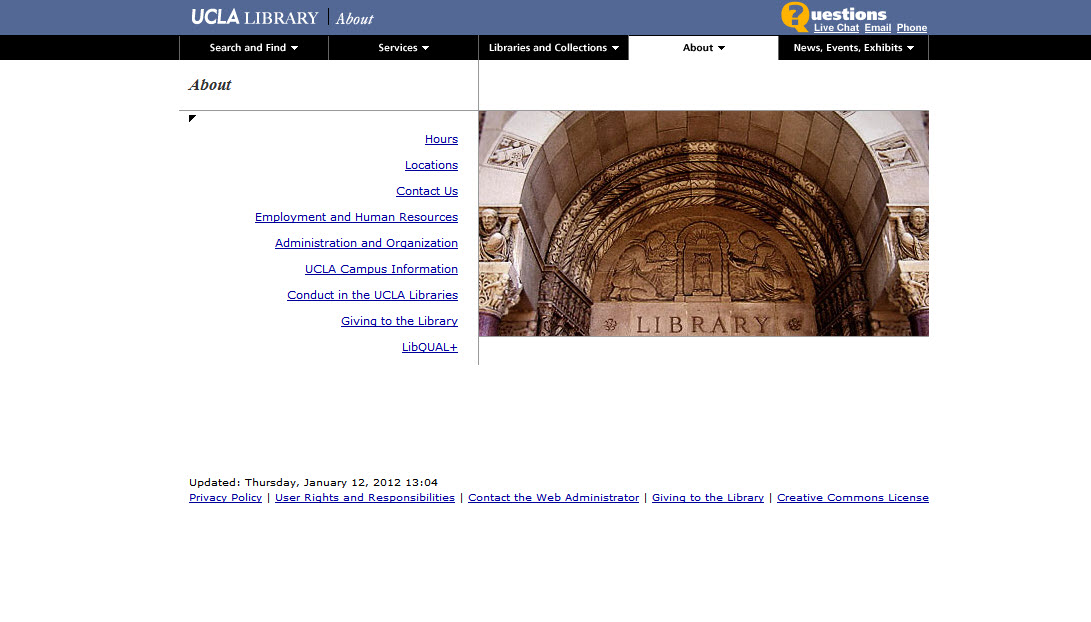 UCLA LIBRARY About
?uestions
Live Chat Email Phone
Search and Find Services Libraries and Collections About News, Events, Exhibits
About
Hours
Locations
Contact Us
Employment and Human Resources
Administration and Organization
UCLA Campus Information
Conduct in the UCLA Libraries
Giving to the Library
LibQUAL+
LIBRARY
Updated: Thursday, January 12, 2012 13:04
Privacy Policy | User Rights and Responsibilities | Contact the Web Administrator | Giving to the Library | Creative Commons License